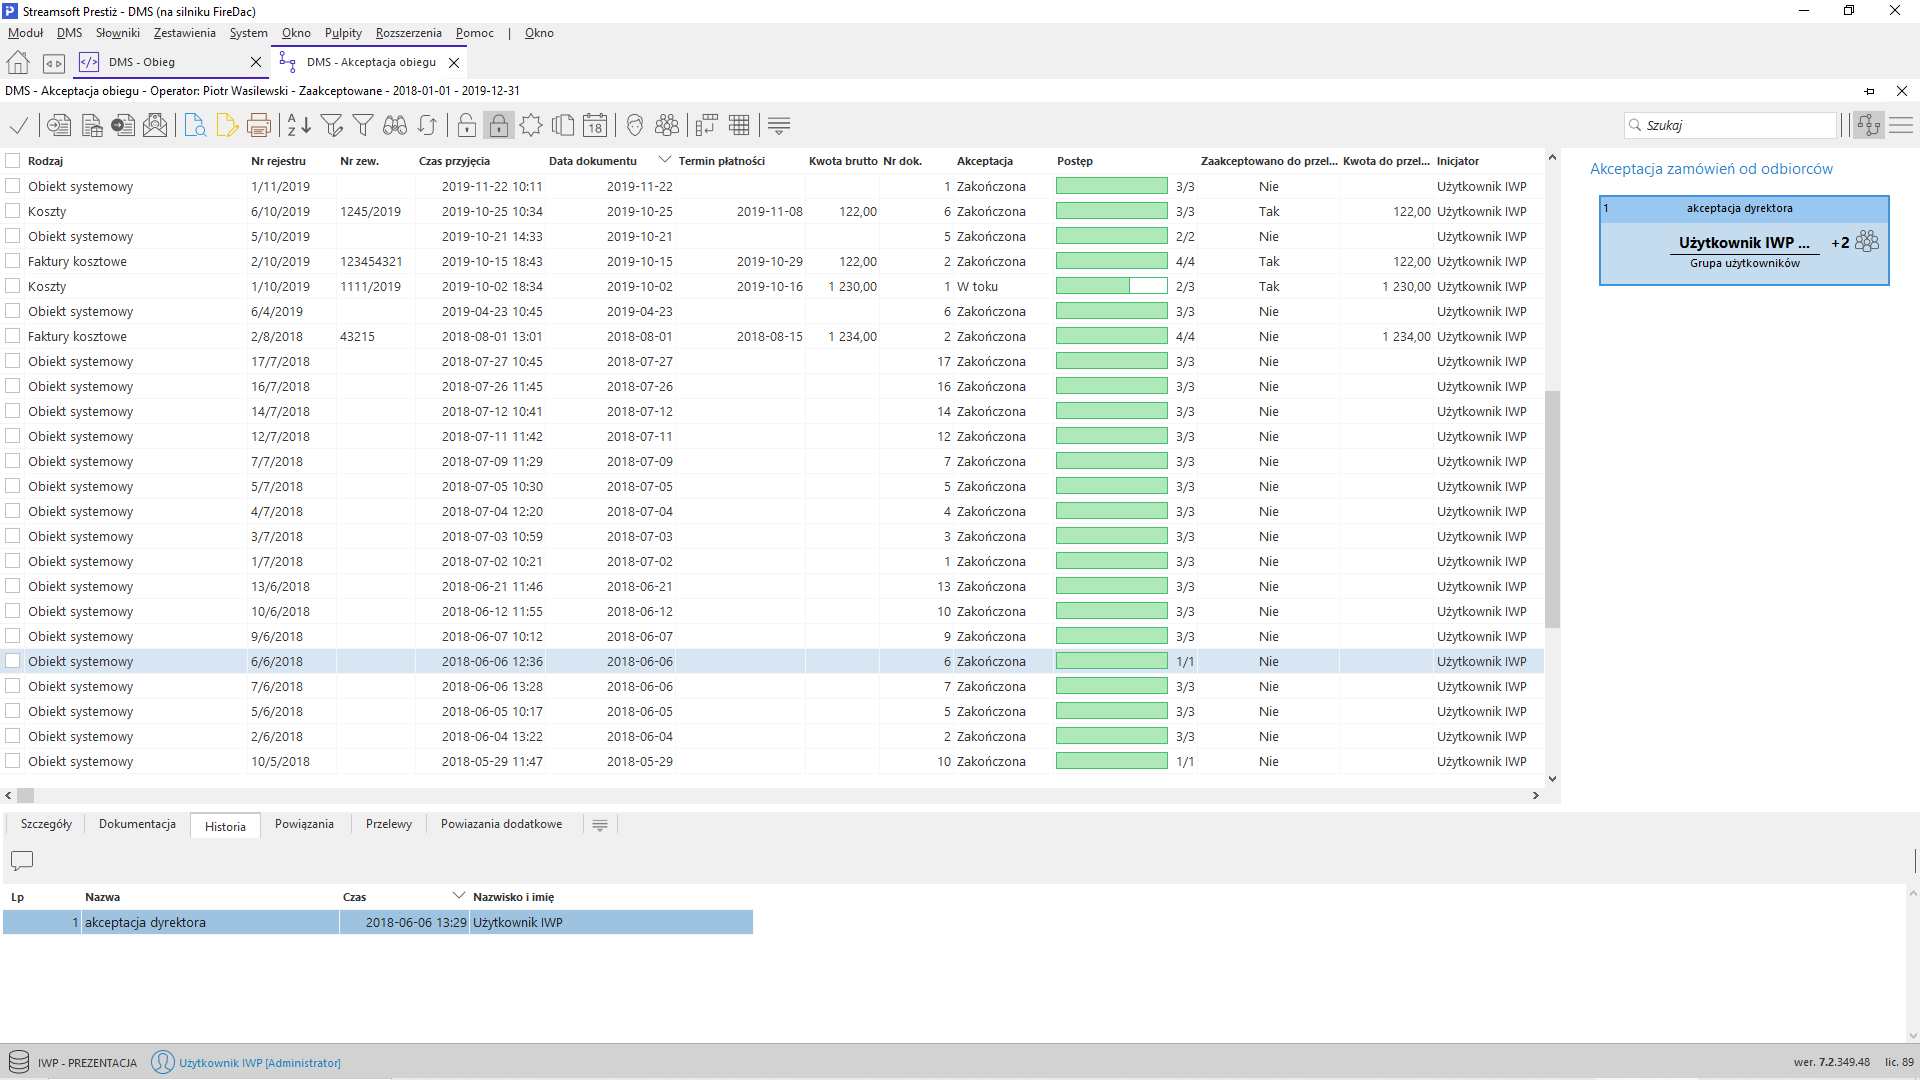 Streamsoft Prestiż - DMS (na silniku FireDac)
Moduł DMS Słowniki Zestawienia System Okno Pulpity Rozszerzenia Pomoc | Okno
DMS - Obieg DMS - Akceptacja obiegu
DMS - Akceptacja obiegu - Operator: Piotr Wasilewski - Zaakceptowane - 2018-01-01 - 2019-12-31
A Z 18 Szukaj
Rodzaj Nr rejestru Nr zew. Czas przyjęcia Data dokumentu Termin płatności Kwota brutto Nr dok. Akceptacja Postęp Zaakceptowano do przel... Kwota do przel... Inicjator
Obiekt systemowy 1/11/2019 2019-11-22 10:11 2019-11-22 1 Zakończona 3/3 Nie Użytkownik IWP
Koszty 6/10/2019 1245/2019 2019-10-25 10:34 2019-10-25 2019-11-08 122,00 6 Zakończona 3/3 Tak 122,00 Użytkownik IWP
Obiekt systemowy 5/10/2019 2019-10-21 14:33 2019-10-21 5 Zakończona 2/2 Nie Użytkownik IWP
Faktury kosztowe 2/10/2019 123454321 2019-10-15 18:43 2019-10-15 2019-10-29 122,00 2 Zakończona 4/4 Tak 122,00 Użytkownik IWP
Koszty 1/10/2019 1111/2019 2019-10-02 18:34 2019-10-02 2019-10-16 1 230,00 1 W toku 2/3 Tak 1 230,00 Użytkownik IWP
Obiekt systemowy 6/4/2019 2019-04-23 10:45 2019-04-23 6 Zakończona 3/3 Nie Użytkownik IWP
Faktury kosztowe 2/8/2018 43215 2018-08-01 13:01 2018-08-01 2018-08-15 1 234,00 2 Zakończona 4/4 Nie 1 234,00 Użytkownik IWP
Obiekt systemowy 17/7/2018 2018-07-27 10:45 2018-07-27 17 Zakończona 3/3 Nie Użytkownik IWP
Obiekt systemowy 16/7/2018 2018-07-26 11:45 2018-07-26 16 Zakończona 3/3 Nie Użytkownik IWP
Obiekt systemowy 14/7/2018 2018-07-12 10:41 2018-07-12 14 Zakończona 3/3 Nie Użytkownik IWP
Obiekt systemowy 12/7/2018 2018-07-11 11:42 2018-07-11 12 Zakończona 3/3 Nie Użytkownik IWP
Obiekt systemowy 7/7/2018 2018-07-09 11:29 2018-07-09 7 Zakończona 3/3 Nie Użytkownik IWP
Obiekt systemowy 5/7/2018 2018-07-05 10:30 2018-07-05 5 Zakończona 3/3 Nie Użytkownik IWP
Obiekt systemowy 4/7/2018 2018-07-04 12:20 2018-07-04 4 Zakończona 3/3 Nie Użytkownik IWP
Obiekt systemowy 3/7/2018 2018-07-03 10:59 2018-07-03 3 Zakończona 3/3 Nie Użytkownik IWP
Obiekt systemowy 1/7/2018 2018-07-02 10:21 2018-07-02 1 Zakończona 3/3 Nie Użytkownik IWP
Obiekt systemowy 13/6/2018 2018-06-21 11:46 2018-06-21 13 Zakończona 3/3 Nie Użytkownik IWP
Obiekt systemowy 10/6/2018 2018-06-12 11:55 2018-06-12 10 Zakończona 3/3 Nie Użytkownik IWP
Obiekt systemowy 9/6/2018 2018-06-07 10:12 2018-06-07 9 Zakończona 3/3 Nie Użytkownik IWP
Obiekt systemowy 6/6/2018 2018-06-06 12:36 2018-06-06 6 Zakończona 1/1 Nie Użytkownik IWP
Obiekt systemowy 7/6/2018 2018-06-06 13:28 2018-06-06 7 Zakończona 3/3 Nie Użytkownik IWP
Obiekt systemowy 5/6/2018 2018-06-05 10:17 2018-06-05 5 Zakończona 3/3 Nie Użytkownik IWP
Obiekt systemowy 2/6/2018 2018-06-04 13:22 2018-06-04 2 Zakończona 3/3 Nie Użytkownik IWP
Obiekt systemowy 10/5/2018 2018-05-29 11:47 2018-05-29 10 Zakończona 1/1 Nie Użytkownik IWP
Akceptacja zamówień od odbiorców
1 akceptacja dyrektora
Użytkownik IWP ... +2
Grupa użytkowników
Szczegóły Dokumentacja Historia Powiązania Przelewy Powiazania dodatkowe
Lp Nazwa Czas Nazwisko i imię
1 akceptacja dyrektora 2018-06-06 13:29 Użytkownik IWP
IWP - PREZENTACJA Użytkownik IWP [Administrator] wer. 7.2.349.48 lic. 89